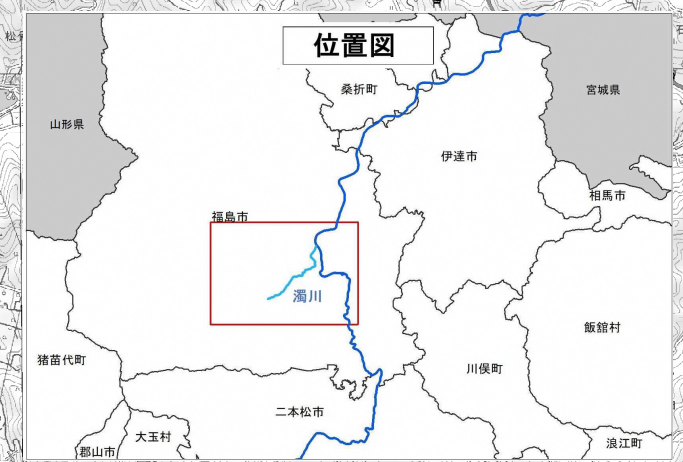 位置図
桑折町
宮城県
山形県
伊達市
相馬市
福島市
濁川
飯舘村
猪苗代町
川俣町
二本松市
大玉村
郡山市
浪江町